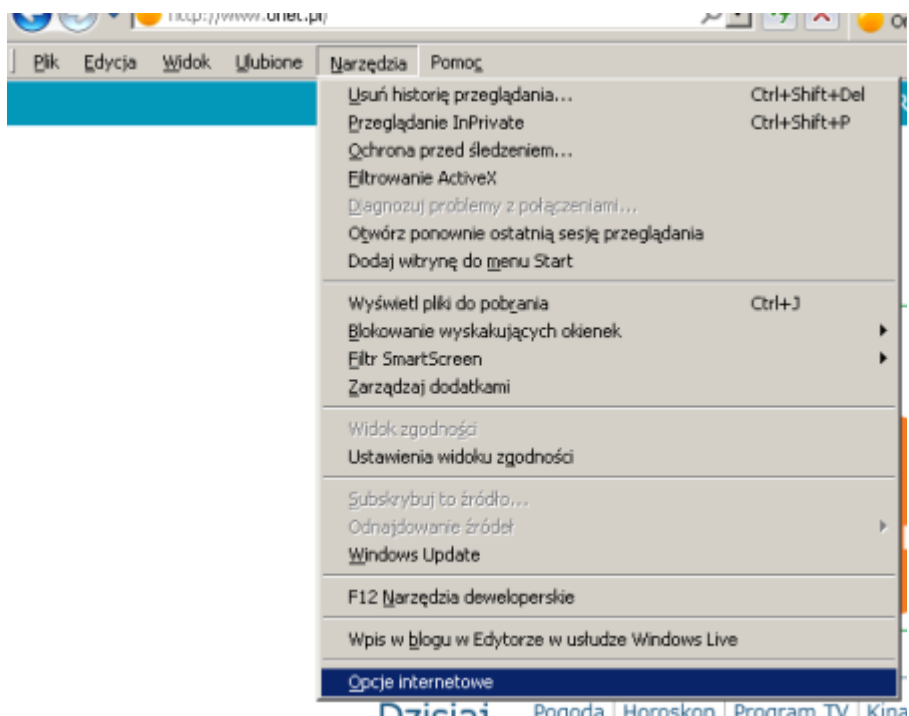 http://www.onet.pl/
Plik Edycja Widok Ulubione Narzędzia Pomoc
Usuń historię przeglądania... Ctrl+Shift+Del
Przeglądanie InPrivate Ctrl+Shift+P
Ochrona przed śledzeniem...
Filtrowanie ActiveX
Diagnozuj problemy z połączeniami...
Otwórz ponownie ostatnią sesję przeglądania
Dodaj witrynę do menu Start
Wyświetl pliki do pobrania Ctrl+J
Blokowanie wyskakujących okienek
Filtr SmartScreen
Zarządzaj dodatkami
Widok zgodności
Ustawienia widoku zgodności
Subskrybuj to źródło...
Odnajdowanie źródeł
Windows Update
F12 Narzędzia deweloperskie
Wpis w blogu w Edytorze w usłudze Windows Live
Opcje internetowe
Dzisiaj Pogoda Horoskop Program TV Kina